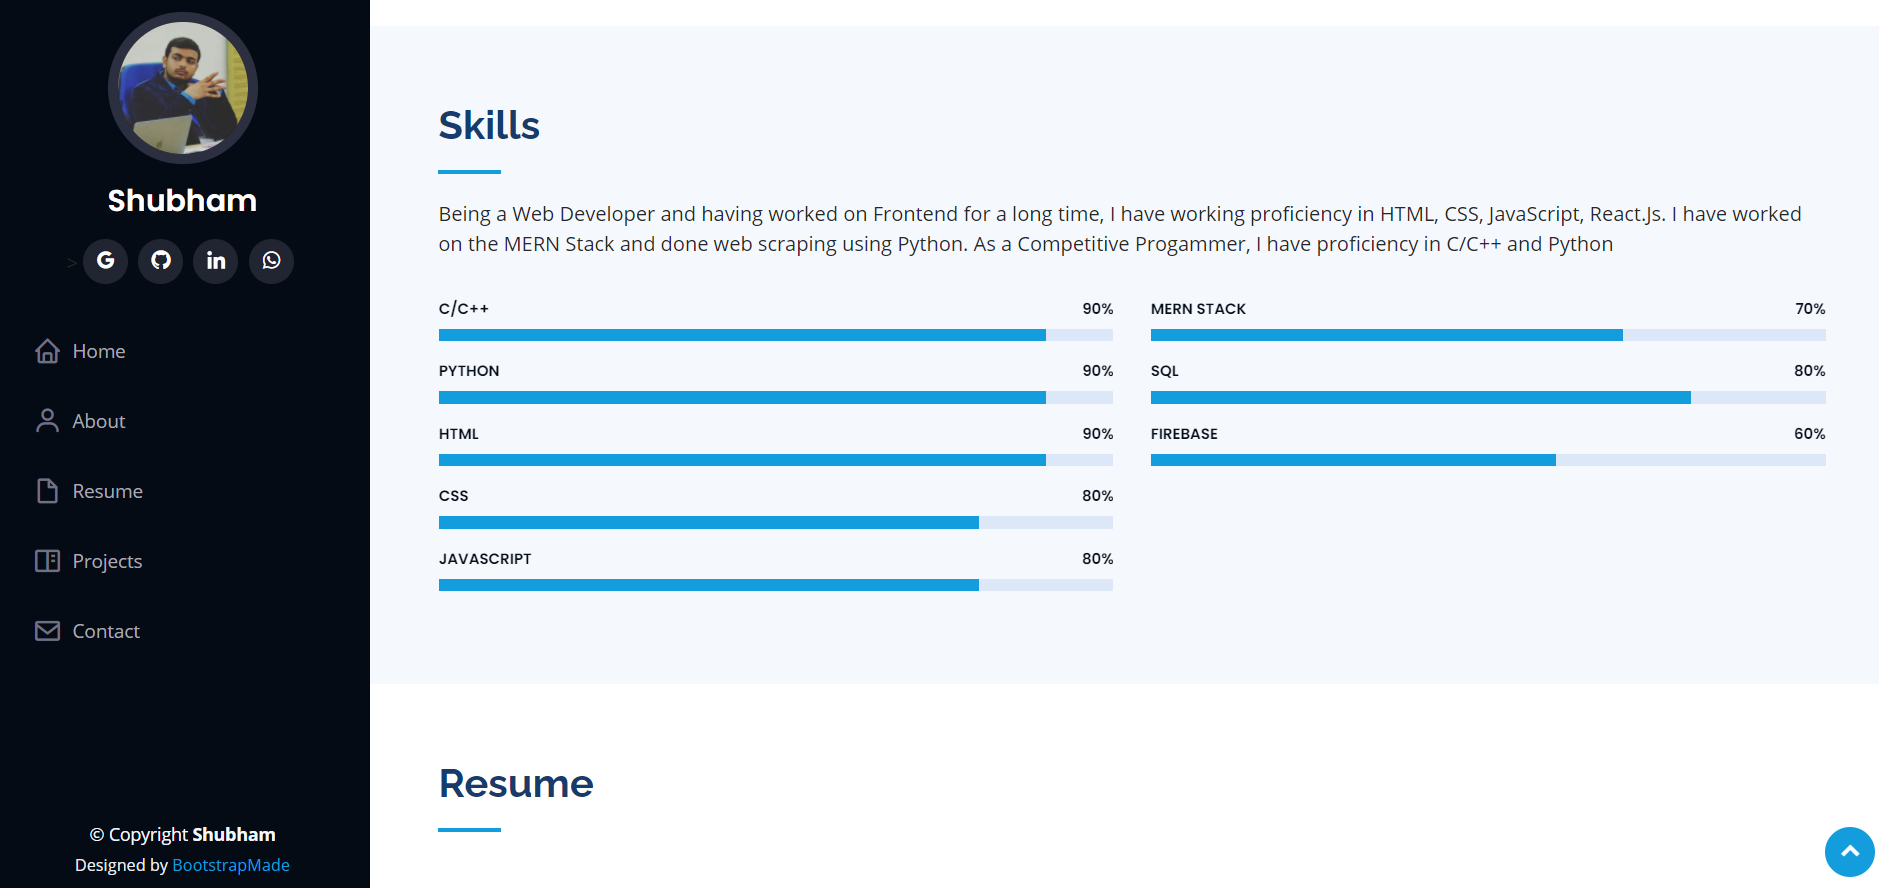 Shubham
>
Home
About
Resume
Projects
Contact
© Copyright Shubham
Designed by BootstrapMade
Skills
Being a Web Developer and having worked on Frontend for a long time, I have working proficiency in HTML, CSS, JavaScript, React.Js. I have worked
on the MERN Stack and done web scraping using Python. As a Competitive Progammer, I have proficiency in C/C++ and Python
C/C++ 90%
PYTHON 90%
HTML 90%
CSS 80%
JAVASCRIPT 80%
MERN STACK 70%
SQL 80%
FIREBASE 60%
Resume